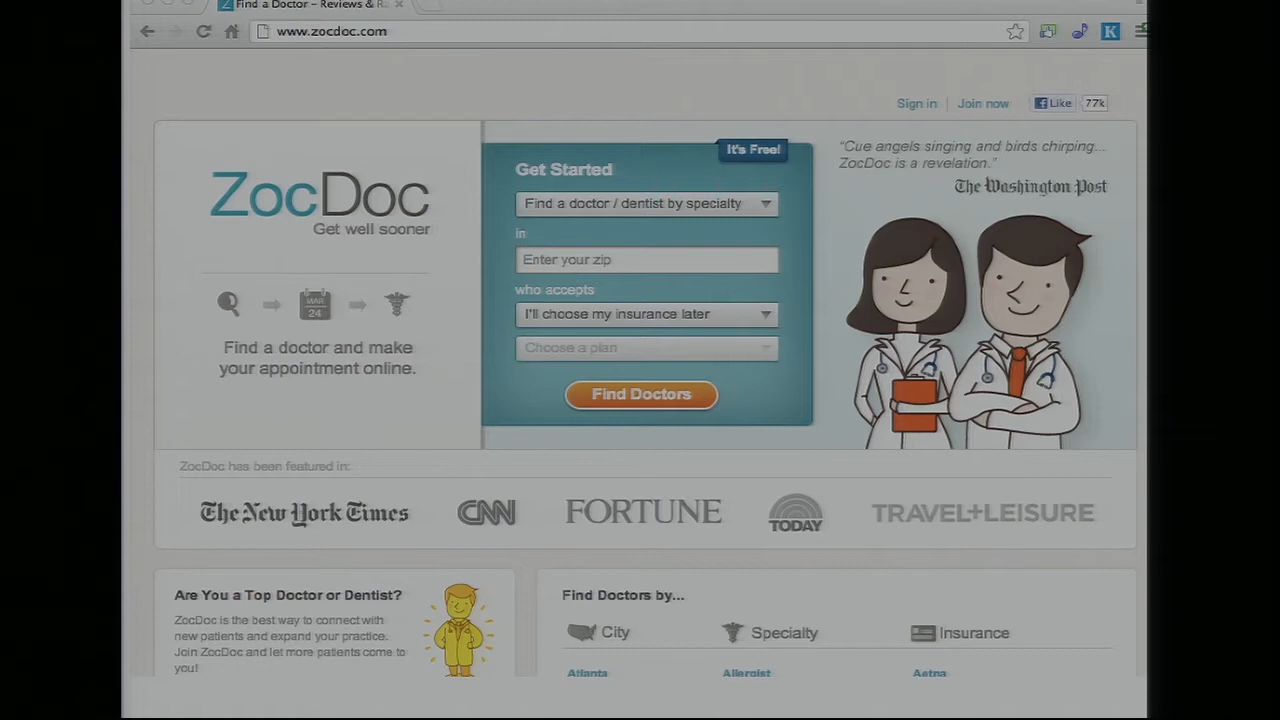 Find a Doctor – Reviews & R
www.zocdoc.com
K
Sign in | Join now
Like 77k
ZocDoc
Get well sooner
MAR
24
Find a doctor and make
your appointment online.
It's Free!
Get Started
Find a doctor / dentist by specialty
in
Enter your zip
who accepts
I'll choose my insurance later
Choose a plan
Find Doctors
“Cue angels singing and birds chirping...
ZocDoc is a revelation.”
The Washington Post
ZocDoc has been featured in:
The New York Times
CNN
FORTUNE
TODAY
TRAVEL+LEISURE
Are You a Top Doctor or Dentist?
ZocDoc is the best way to connect with
new patients and expand your practice.
Join ZocDoc and let more patients come to
you!
Find Doctors by...
City
Specialty
Insurance
Atlanta
Allergist
Aetna